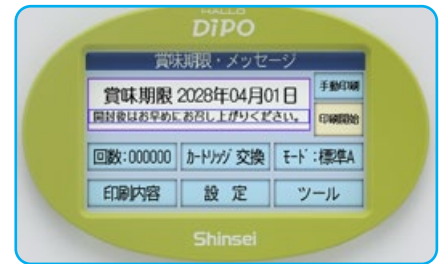 HALLO
DiPO
賞味期限・メッセージ
賞味期限 2028年04月01日
手動印刷
開封後はお早めにお召し上がりください。
印刷開始
回数:000000
カートリッジ 交換
モード:標準A
印刷内容
設 定
ツール
Shinsei